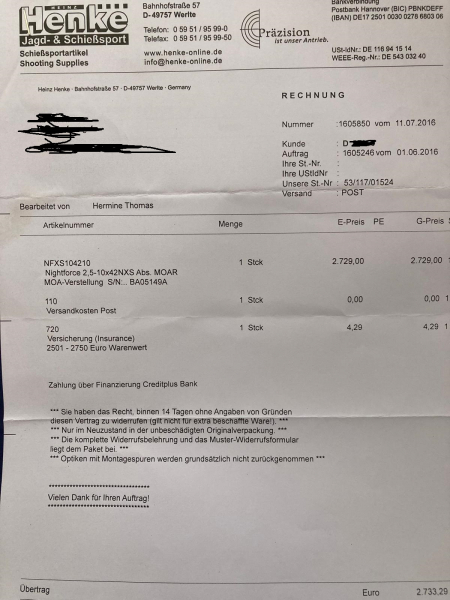 HEINZ
Henke
Jagd- & Schießsport
Schießsportartikel
Shooting Supplies
Bahnhofstraße 57
D-49757 Werlte
Telefon: 0 59 51 / 95 99-0
Telefax: 0 59 51 / 95 99-50
www.henke-online.de
info@henke-online.de
Präzision
ist unser Antrieb.
Bankverbindung
Postbank Hannover (BIC) PBNKDEFF
(IBAN) DE17 2501 0030 0278 6803 06
USt-IdNr.: DE 116 94 15 14
WEEE-Reg.-Nr.: DE 543 032 40
Heinz Henke - Bahnhofstraße 57 - D-49757 Werlte - Germany
RECHNUNG
Nummer :1605850 vom 11.07.2016
Kunde : D
Auftrag : 1605246 vom 01.06.2016
Ihre St.-Nr. :
Ihre UStIdNr :
Unsere St.-Nr : 53/117/01524
Versand : POST
Bearbeitet von Hermine Thomas
Artikelnummer Menge E-Preis PE G-Preis S
NFXS104210 1 Stck 2.729,00 2.729,00 1
Nightforce 2,5-10x42NXS Abs. MOAR
MOA-Verstellung S/N:.. BA05149A
110 1 Stck 0,00 0,00 1
Versandkosten Post
720 1 Stck 4,29 4,29 1
Versicherung (Insurance)
2501 - 2750 Euro Warenwert
Zahlung über Finanzierung Creditplus Bank
*** Sie haben das Recht, binnen 14 Tagen ohne Angaben von Gründen
diesen Vertrag zu widerrufen (gilt nicht für extra beschaffte Ware!). ***
*** Nur im Neuzustand in der unbeschädigten Originalverpackung. ***
*** Die komplette Widerrufsbelehrung und das Muster-Widerrufsformular
liegt dem Paket bei. ***
*** Optiken mit Montagespuren werden grundsätzlich nicht zurückgenommen ***
***********************************
Vielen Dank für Ihren Auftrag!
***********************************
Übertrag Euro 2.733,29